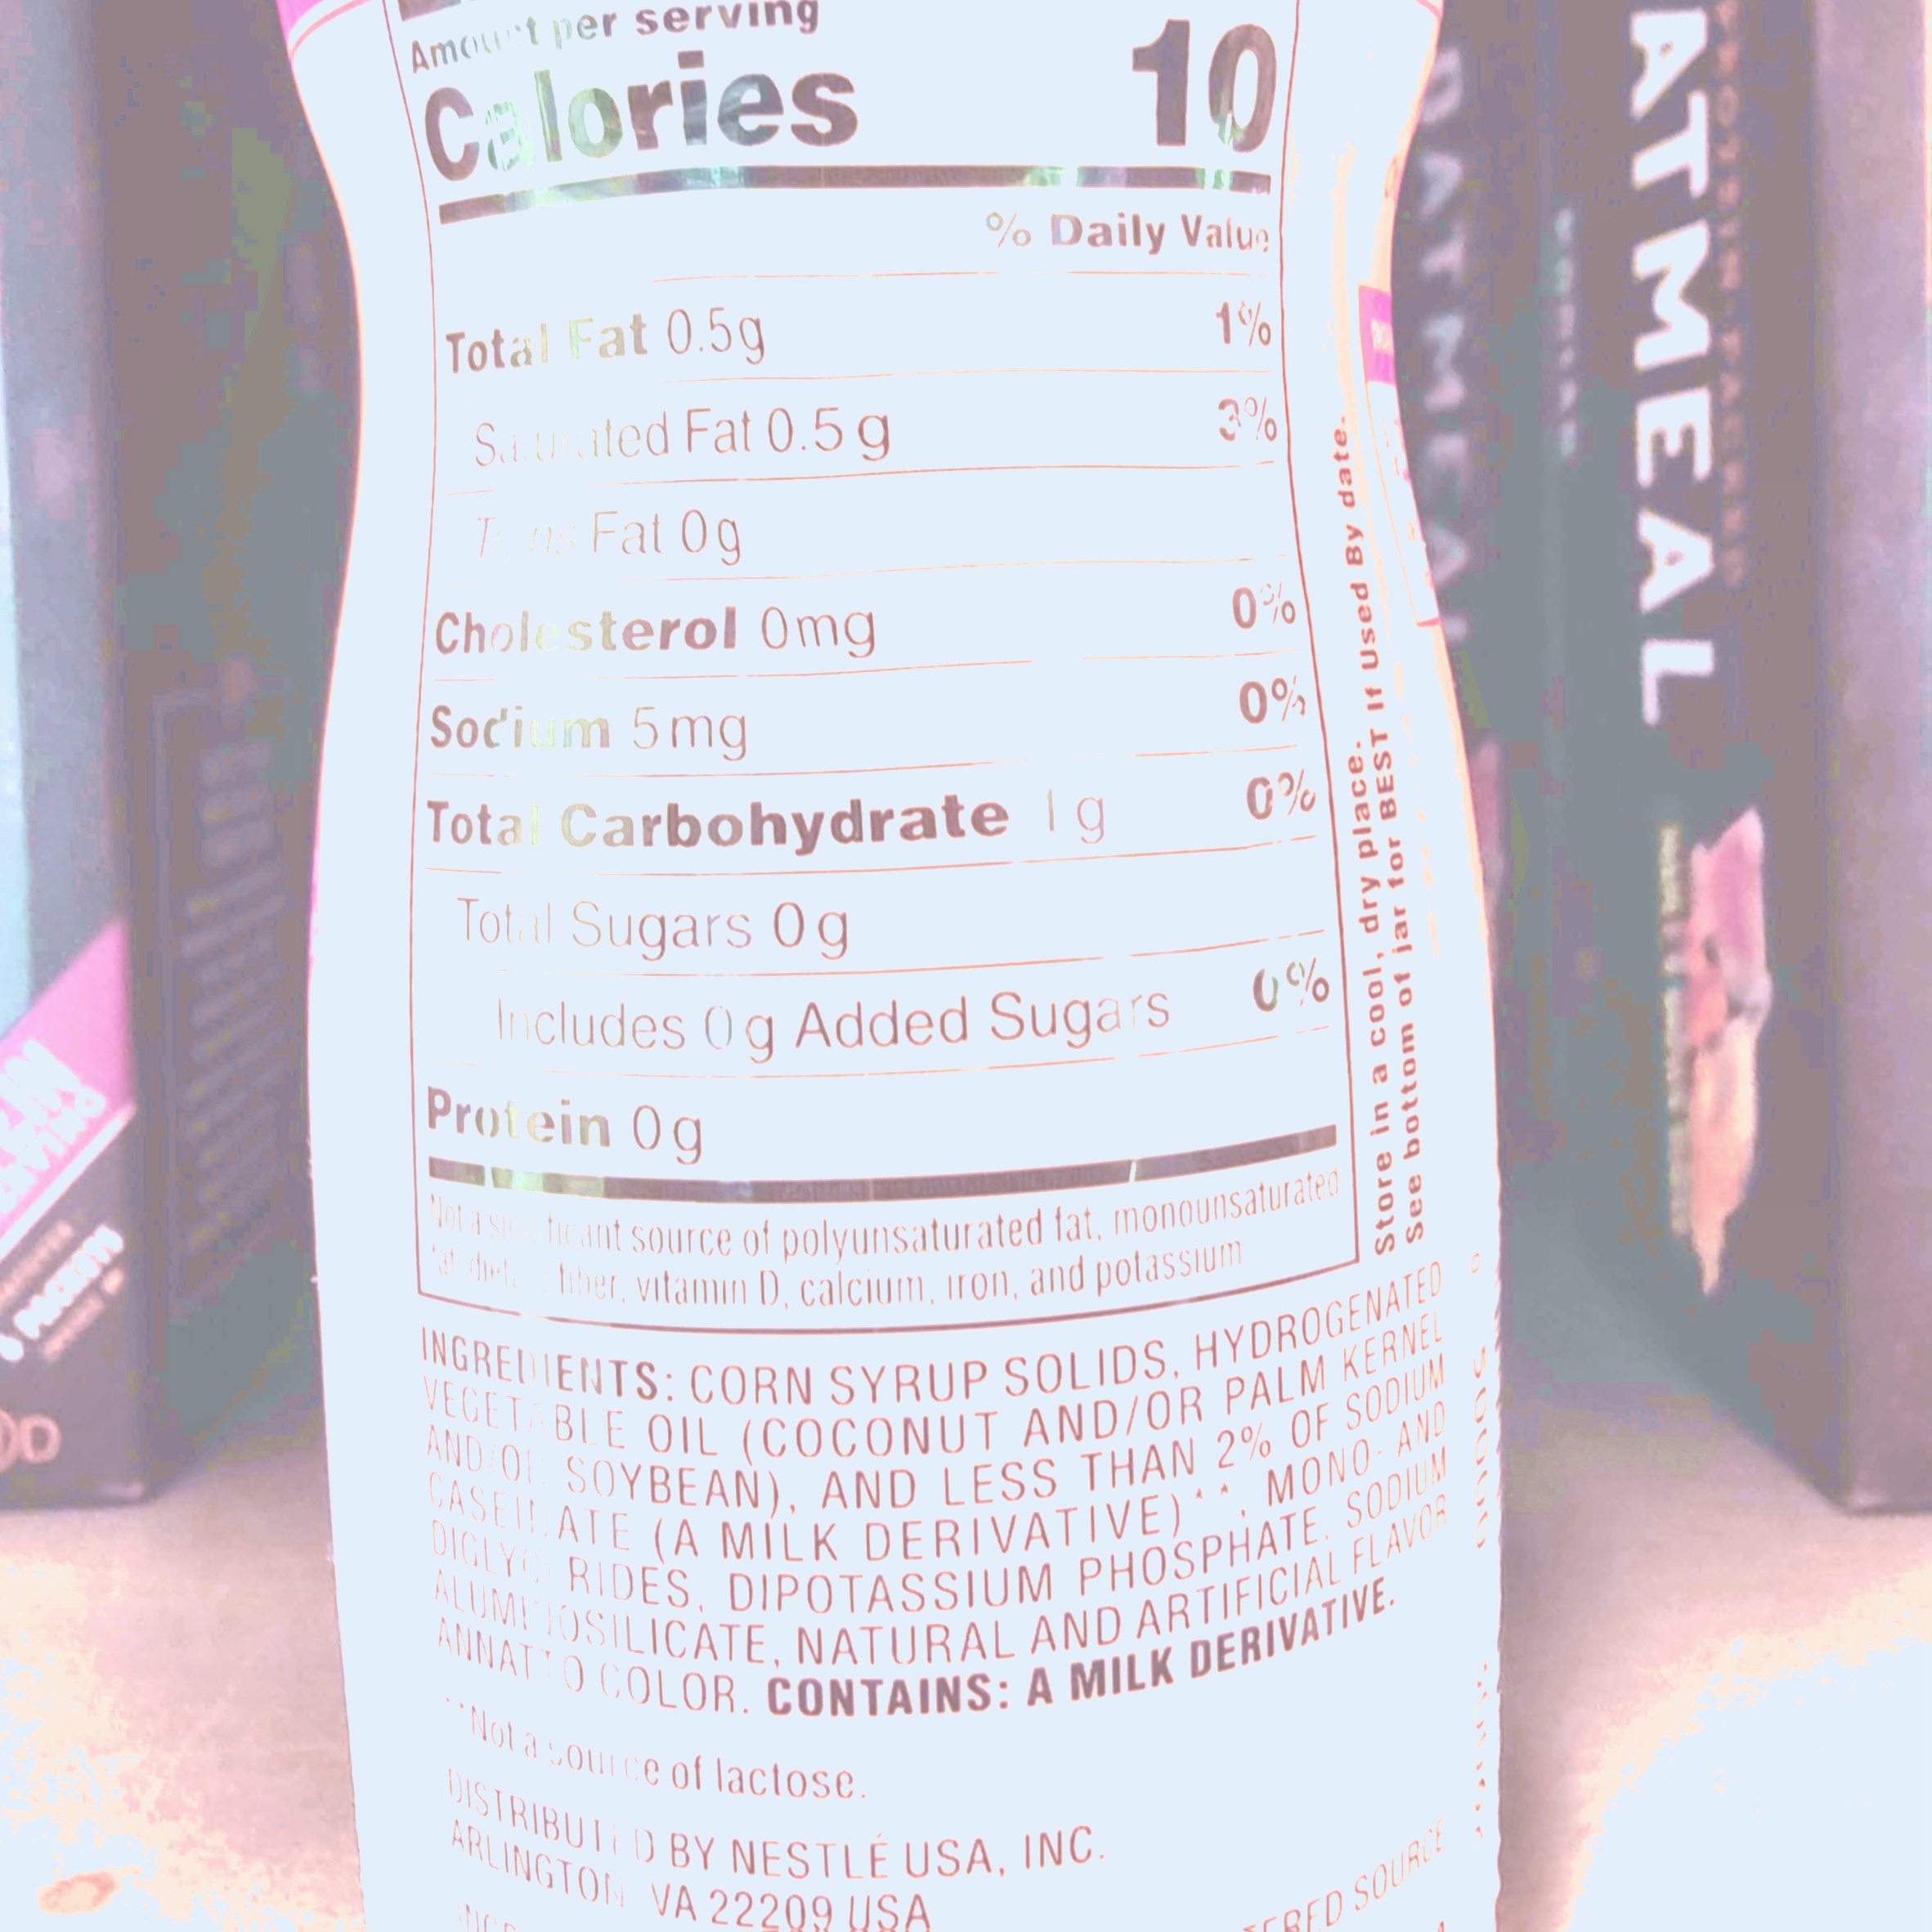 Amount per serving
Calories 10
% Daily Value
Total Fat 0.5g 1%
Saturated Fat 0.5g 3%
Trans Fat 0g
Cholesterol 0mg 0%
Sodium 5mg 0%
Total Carbohydrate 1g 0%
Total Sugars 0g
Includes 0g Added Sugars 0%
Protein 0g
Not a significant source of polyunsaturated fat, monounsaturated
fat, dietary fiber, vitamin D, calcium, iron, and potassium
INGREDIENTS: CORN SYRUP SOLIDS, HYDROGENATED
VEGETABLE OIL (COCONUT AND/OR PALM KERNEL
AND/OR SOYBEAN), AND LESS THAN 2% OF SODIUM
CASEINATE (A MILK DERIVATIVE)**, MONO- AND
DIGLYCERIDES, DIPOTASSIUM PHOSPHATE, SODIUM
ALUMINOSILICATE, NATURAL AND ARTIFICIAL FLAVOR
ANNATTO COLOR. CONTAINS: A MILK DERIVATIVE.
**Not a source of lactose.
DISTRIBUTED BY NESTLÉ USA, INC.
ARLINGTON, VA 22209 USA
Store in a cool, dry place.
See bottom of jar for BEST If Used By date.
SOURCE
OATMEAL
ATMEAL